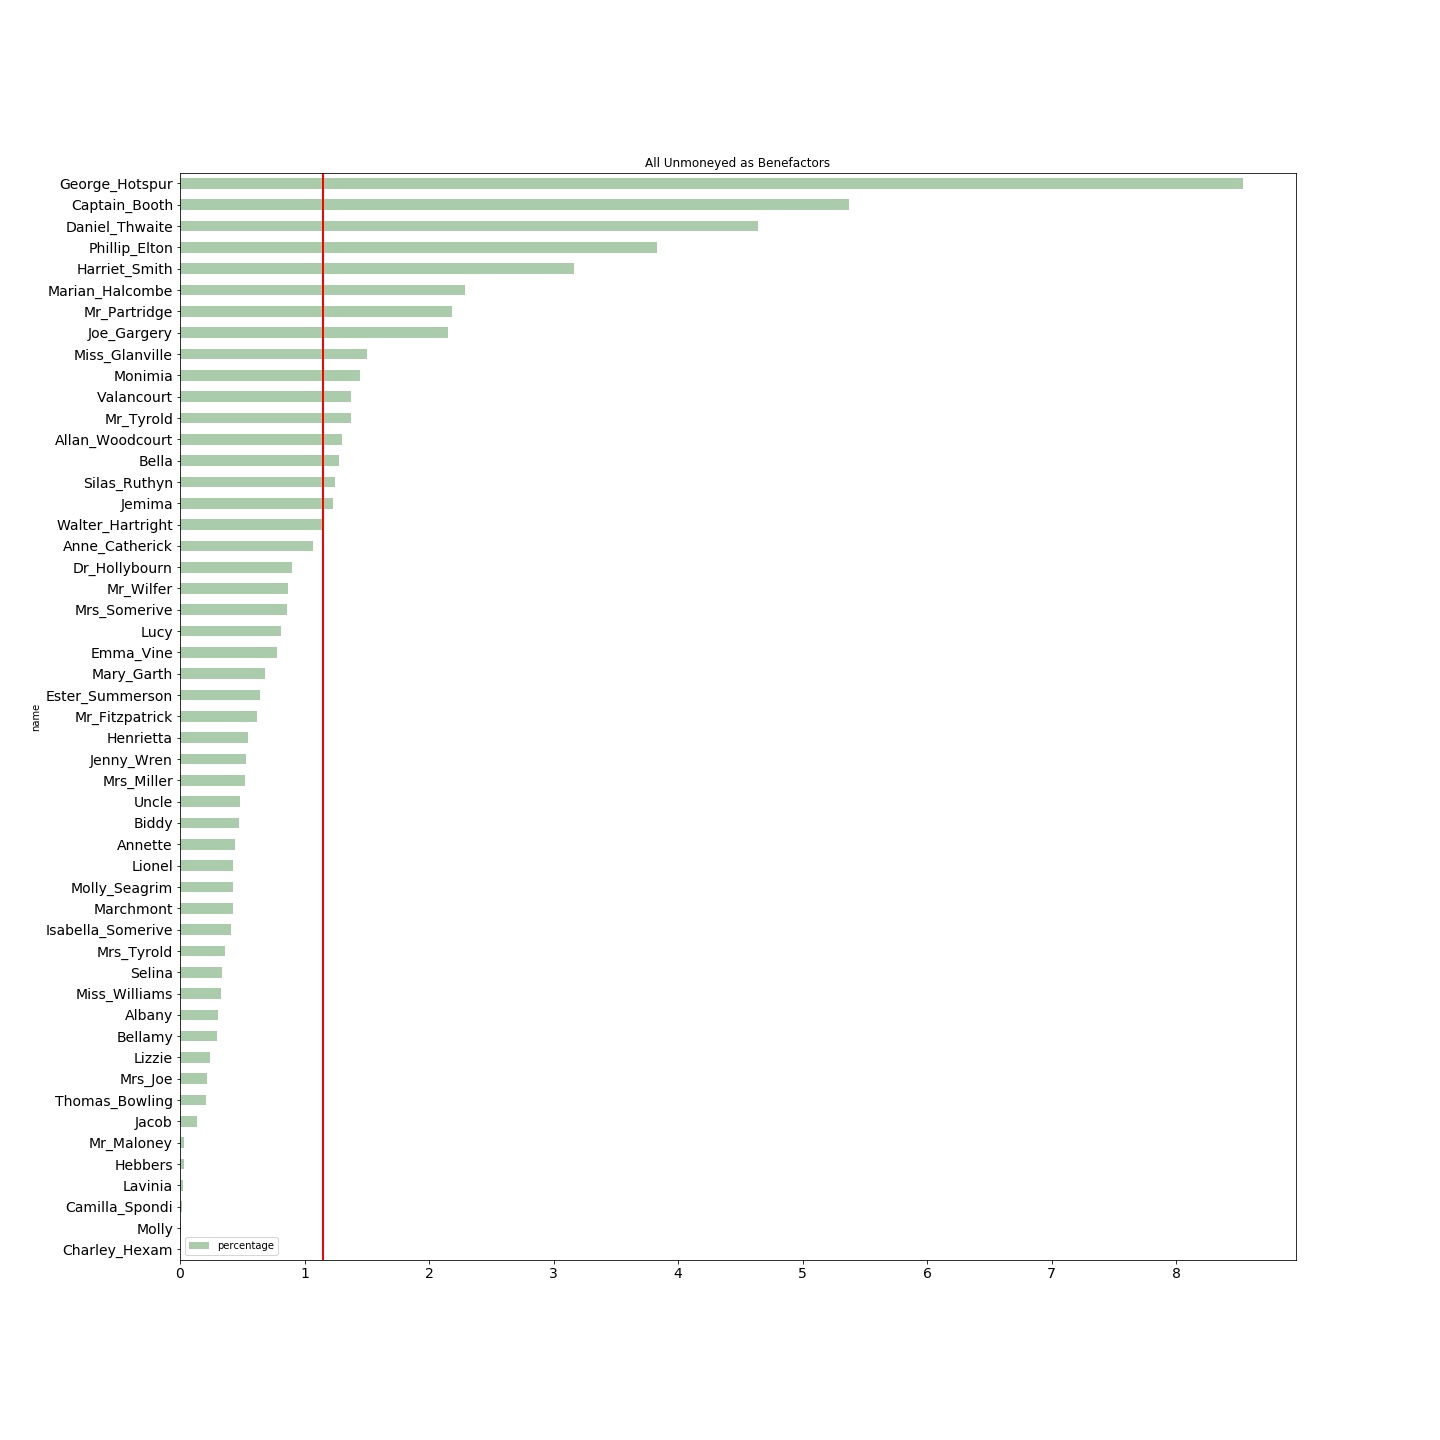 All Unmoneyed as Benefactors
George_Hotspur
Captain_Booth
Daniel_Thwaite
Phillip_Elton
Harriet_Smith
Marian_Halcombe
Mr_Partridge
Joe_Gargery
Miss_Glanville
Monimia
Valancourt
Mr_Tyrold
Allan_Woodcourt
Bella
Silas_Ruthyn
Jemima
Walter_Hartright
Anne_Catherick
Dr_Hollybourn
Mr_Wilfer
Mrs_Somerive
Lucy
Emma_Vine
Mary_Garth
Ester_Summerson
Mr_Fitzpatrick
Henrietta
Jenny_Wren
Mrs_Miller
Uncle
Biddy
Annette
Lionel
Molly_Seagrim
Marchmont
Isabella_Somerive
Mrs_Tyrold
Selina
Miss_Williams
Albany
Bellamy
Lizzie
Mrs_Joe
Thomas_Bowling
Jacob
Mr_Maloney
Hebbers
Lavinia
Camilla_Spondi
Molly
Charley_Hexam
name
percentage
0 1 2 3 4 5 6 7 8